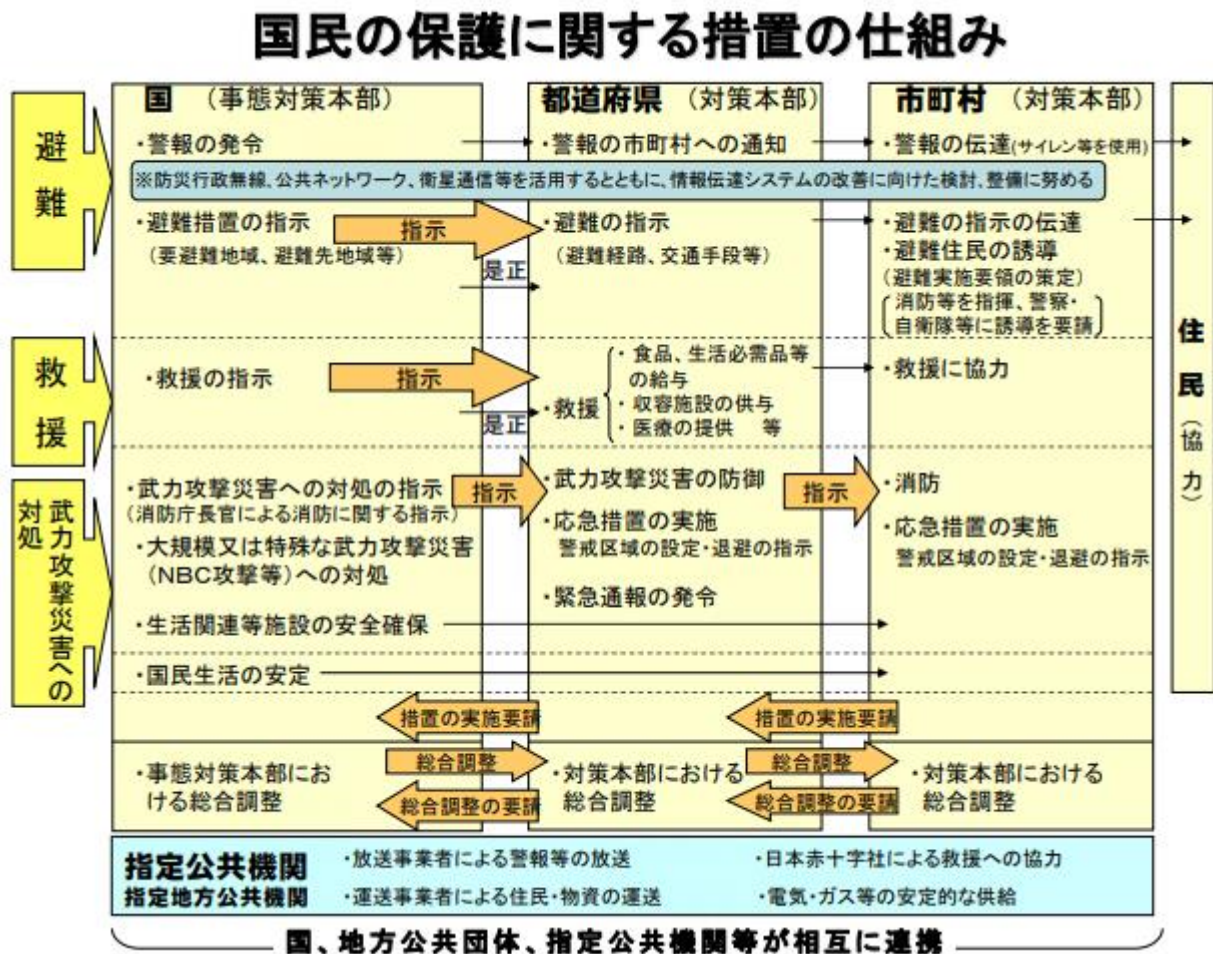 国民の保護に関する措置の仕組み
避難
国 (事態対策本部)
都道府県 (対策本部)
市町村 (対策本部)
・警報の発令
・警報の市町村への通知
・警報の伝達(サイレン等を使用)
※防災行政無線、公共ネットワーク、衛星通信等を活用するとともに、情報伝達システムの改善に向けた検討、整備に努める
・避難措置の指示
(要避難地域、避難先地域等)
指示
是正
・避難の指示
(避難経路、交通手段等)
・避難の指示の伝達
・避難住民の誘導
(避難実施要領の策定)
消防等を指揮、警察・
自衛隊等に誘導を要請
住民(協力)
救援
・救援の指示
指示
是正
・救援
・食品、生活必需品等
の給与
・収容施設の供与
・医療の提供 等
・救援に協力
武力攻撃災害への
対処
・武力攻撃災害への対処の指示
(消防庁長官による消防に関する指示)
・大規模又は特殊な武力攻撃災害
(NBC攻撃等)への対処
指示
・武力攻撃災害の防御
・応急措置の実施
警戒区域の設定・退避の指示
・緊急通報の発令
指示
・消防
・応急措置の実施
警戒区域の設定・退避の指示
・生活関連等施設の安全確保
・国民生活の安定
措置の実施要請
措置の実施要請
・事態対策本部にお
ける総合調整
総合調整
総合調整の要請
・対策本部における
総合調整
総合調整
総合調整の要請
・対策本部における
総合調整
指定公共機関
指定地方公共機関
・放送事業者による警報等の放送
・日本赤十字社による救援への協力
・運送事業者による住民・物資の運送
・電気・ガス等の安定的な供給
国、地方公共団体、指定公共機関等が相互に連携